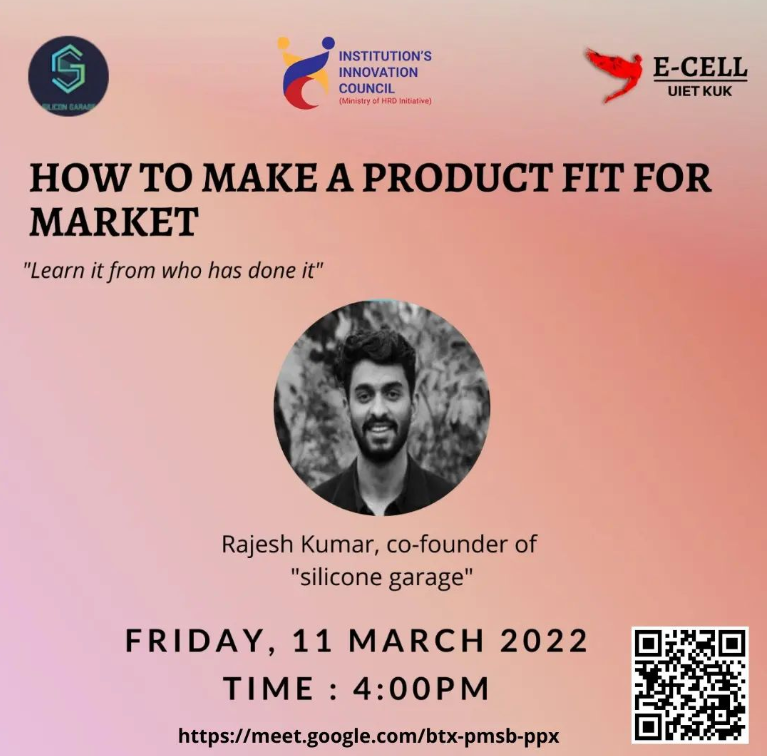 SILICON GARAGE
INSTITUTION'S
INNOVATION
COUNCIL
(Ministry of HRD Initiative)
E-CELL
UIET KUK
HOW TO MAKE A PRODUCT FIT FOR
MARKET
"Learn it from who has done it"
Rajesh Kumar, co-founder of
"silicone garage"
FRIDAY, 11 MARCH 2022
TIME : 4:00PM
https://meet.google.com/btx-pmsb-ppx